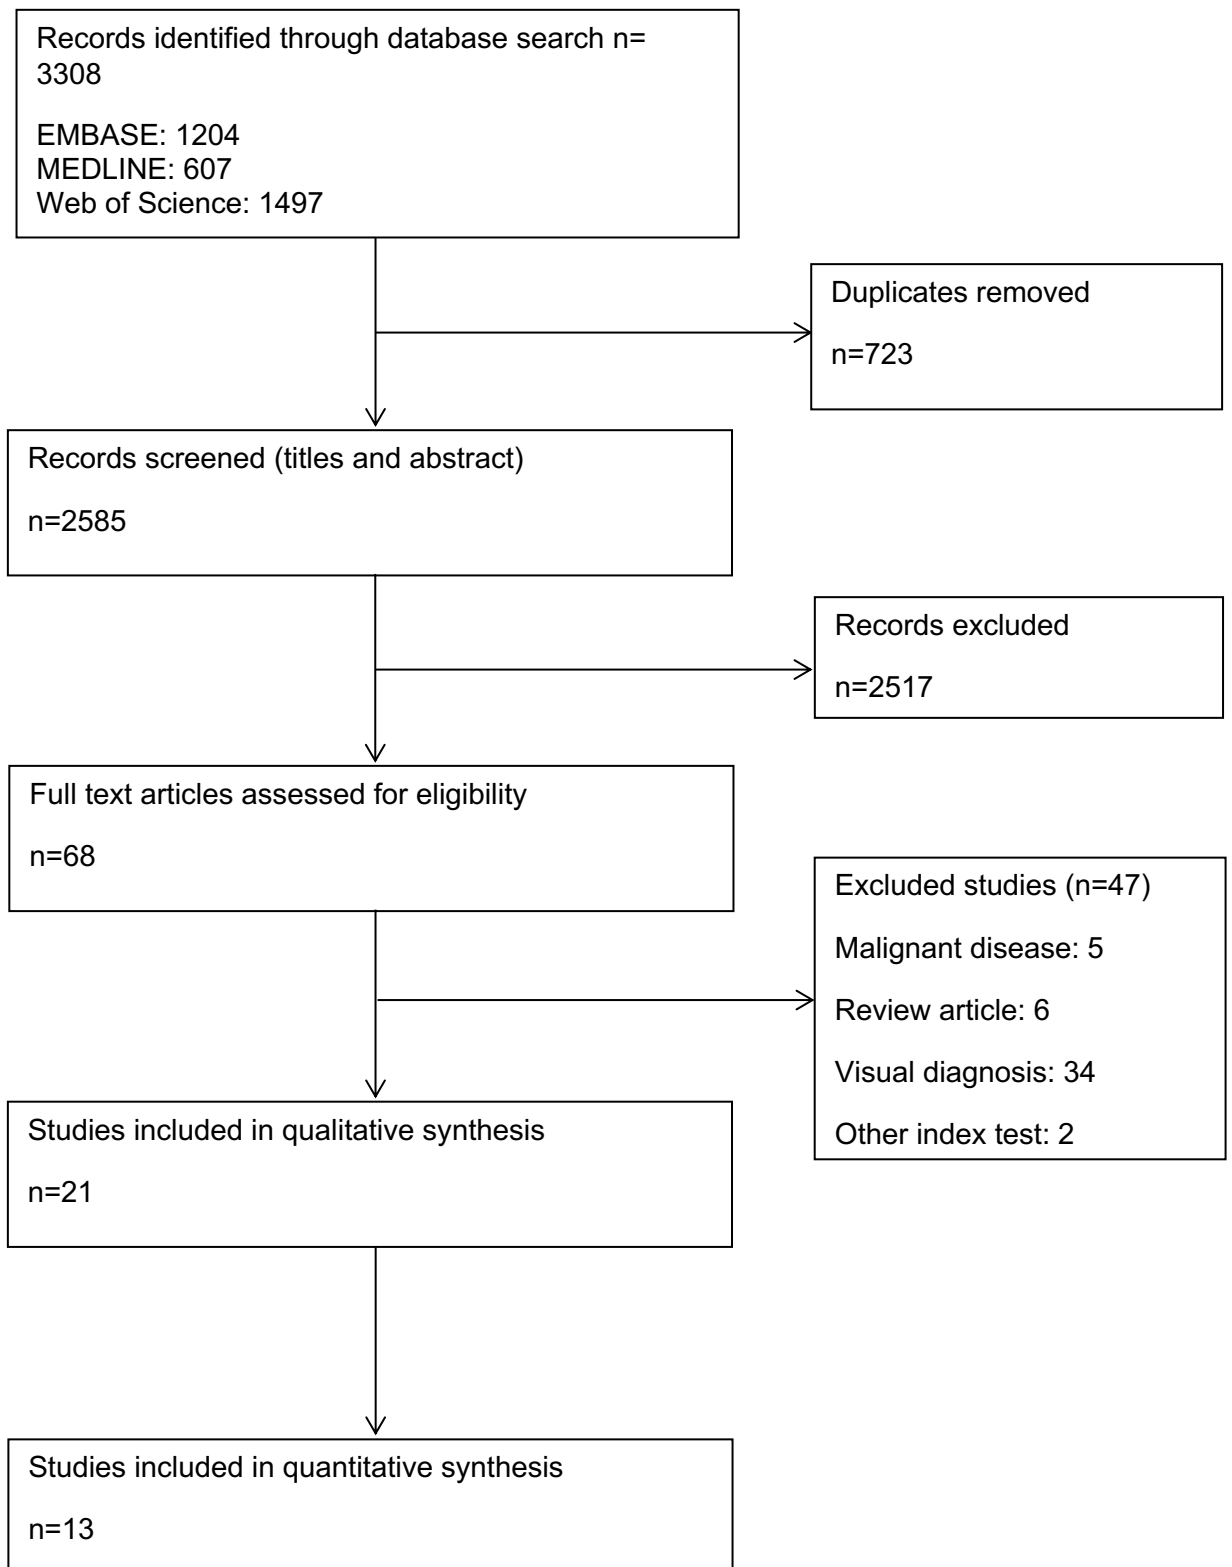 Records identified through database search n=
3308
EMBASE: 1204
MEDLINE: 607
Web of Science: 1497
Duplicates removed
n=723
Records screened (titles and abstract)
n=2585
Records excluded
n=2517
Full text articles assessed for eligibility
n=68
Excluded studies (n=47)
Malignant disease: 5
Review article: 6
Visual diagnosis: 34
Other index test: 2
Studies included in qualitative synthesis
n=21
Studies included in quantitative synthesis
n=13